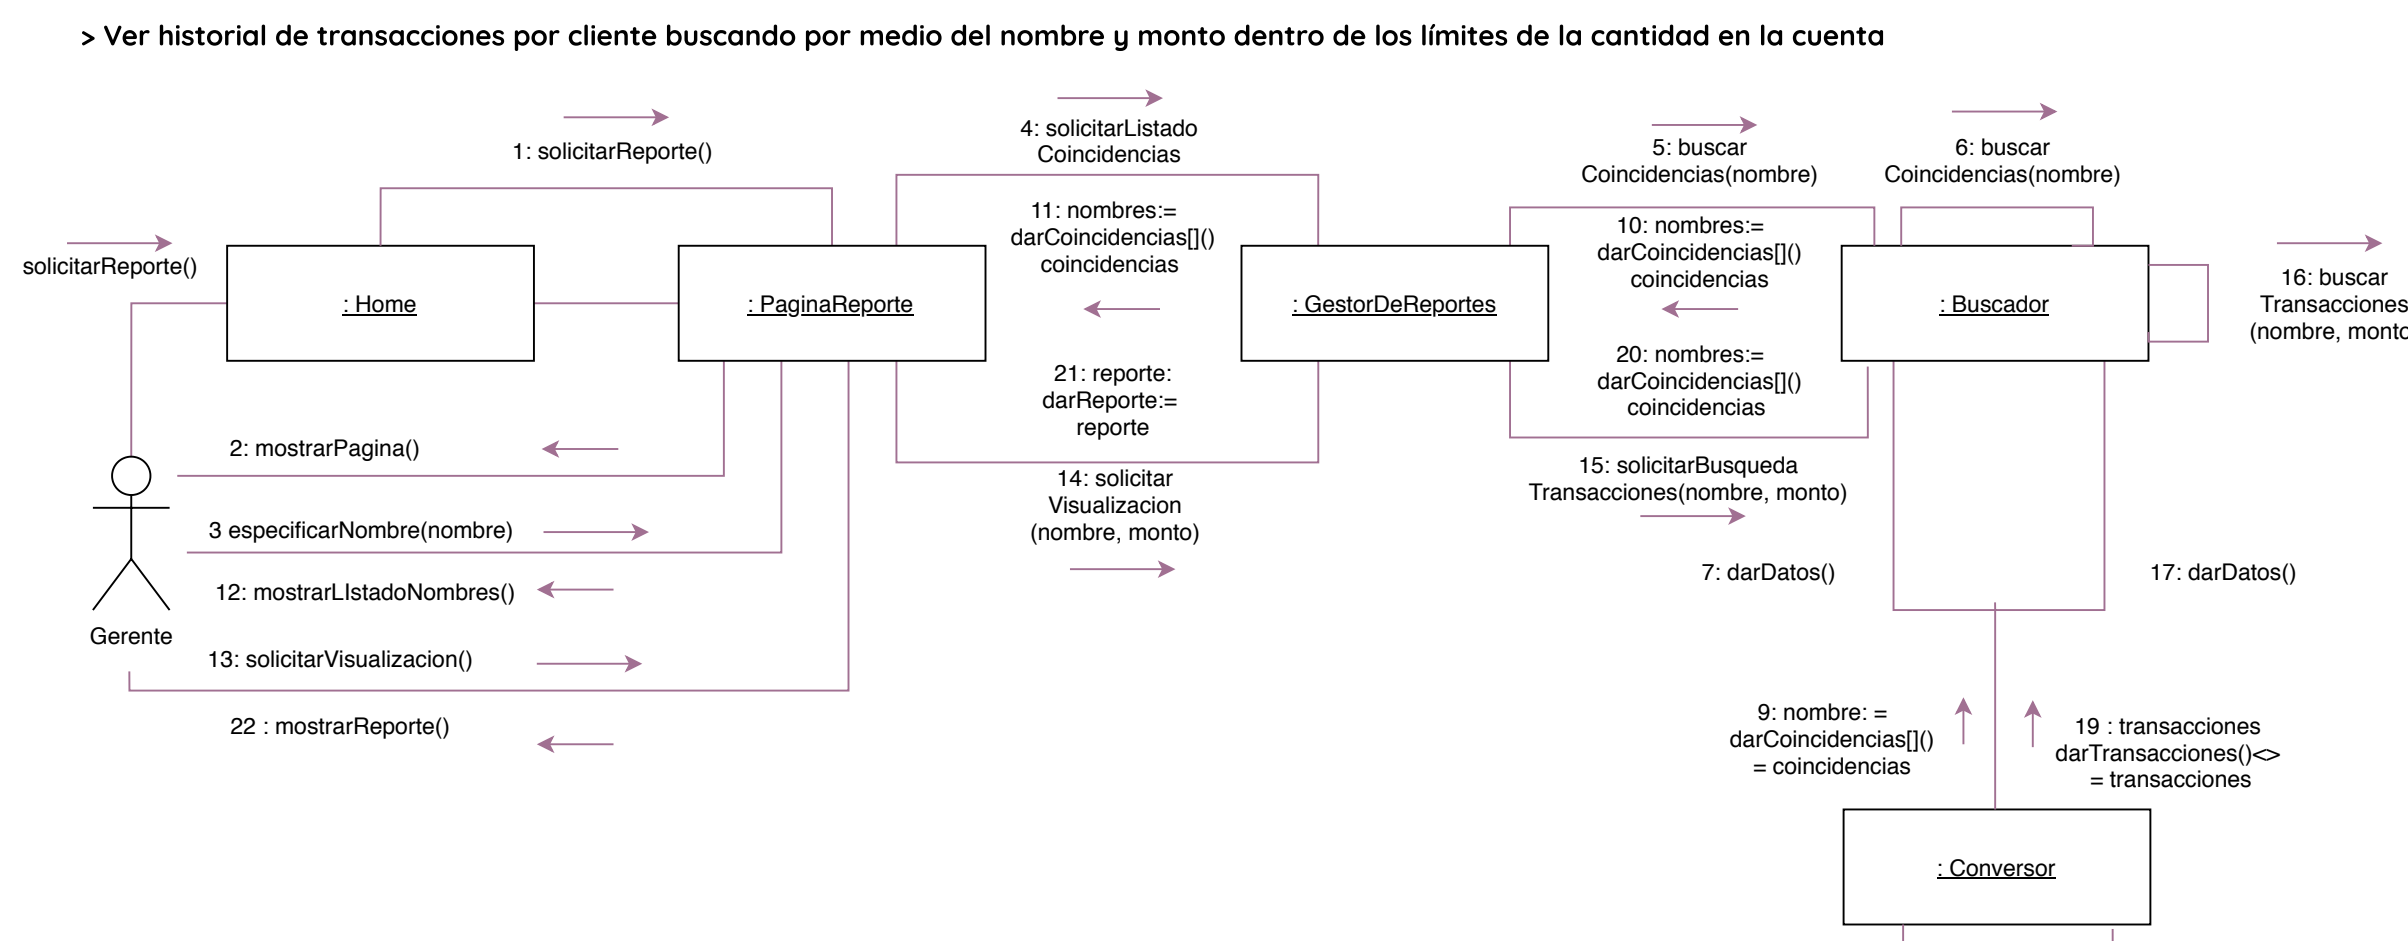 > Ver historial de transacciones por cliente buscando por medio del nombre y monto dentro de los límites de la cantidad en la cuenta
1: solicitarReporte()
4: solicitarListado
Coincidencias
5: buscar
Coincidencias(nombre)
6: buscar
Coincidencias(nombre)
solicitarReporte()
11: nombres:=
darCoincidencias[]()
coincidencias
10: nombres:=
darCoincidencias[]()
coincidencias
16: buscar
Transacciones
(nombre, monto
: Home
: PaginaReporte
: GestorDeReportes
: Buscador
21: reporte:
darReporte:=
reporte
20: nombres:=
darCoincidencias[]()
coincidencias
2: mostrarPagina()
14: solicitar
Visualizacion
(nombre, monto)
15: solicitarBusqueda
Transacciones(nombre, monto)
3 especificarNombre(nombre)
7: darDatos()
17: darDatos()
12: mostrarLIstadoNombres()
Gerente
13: solicitarVisualizacion()
22 : mostrarReporte()
9: nombre: =
darCoincidencias[]()
= coincidencias
19 : transacciones
darTransacciones()<>
= transacciones
: Conversor